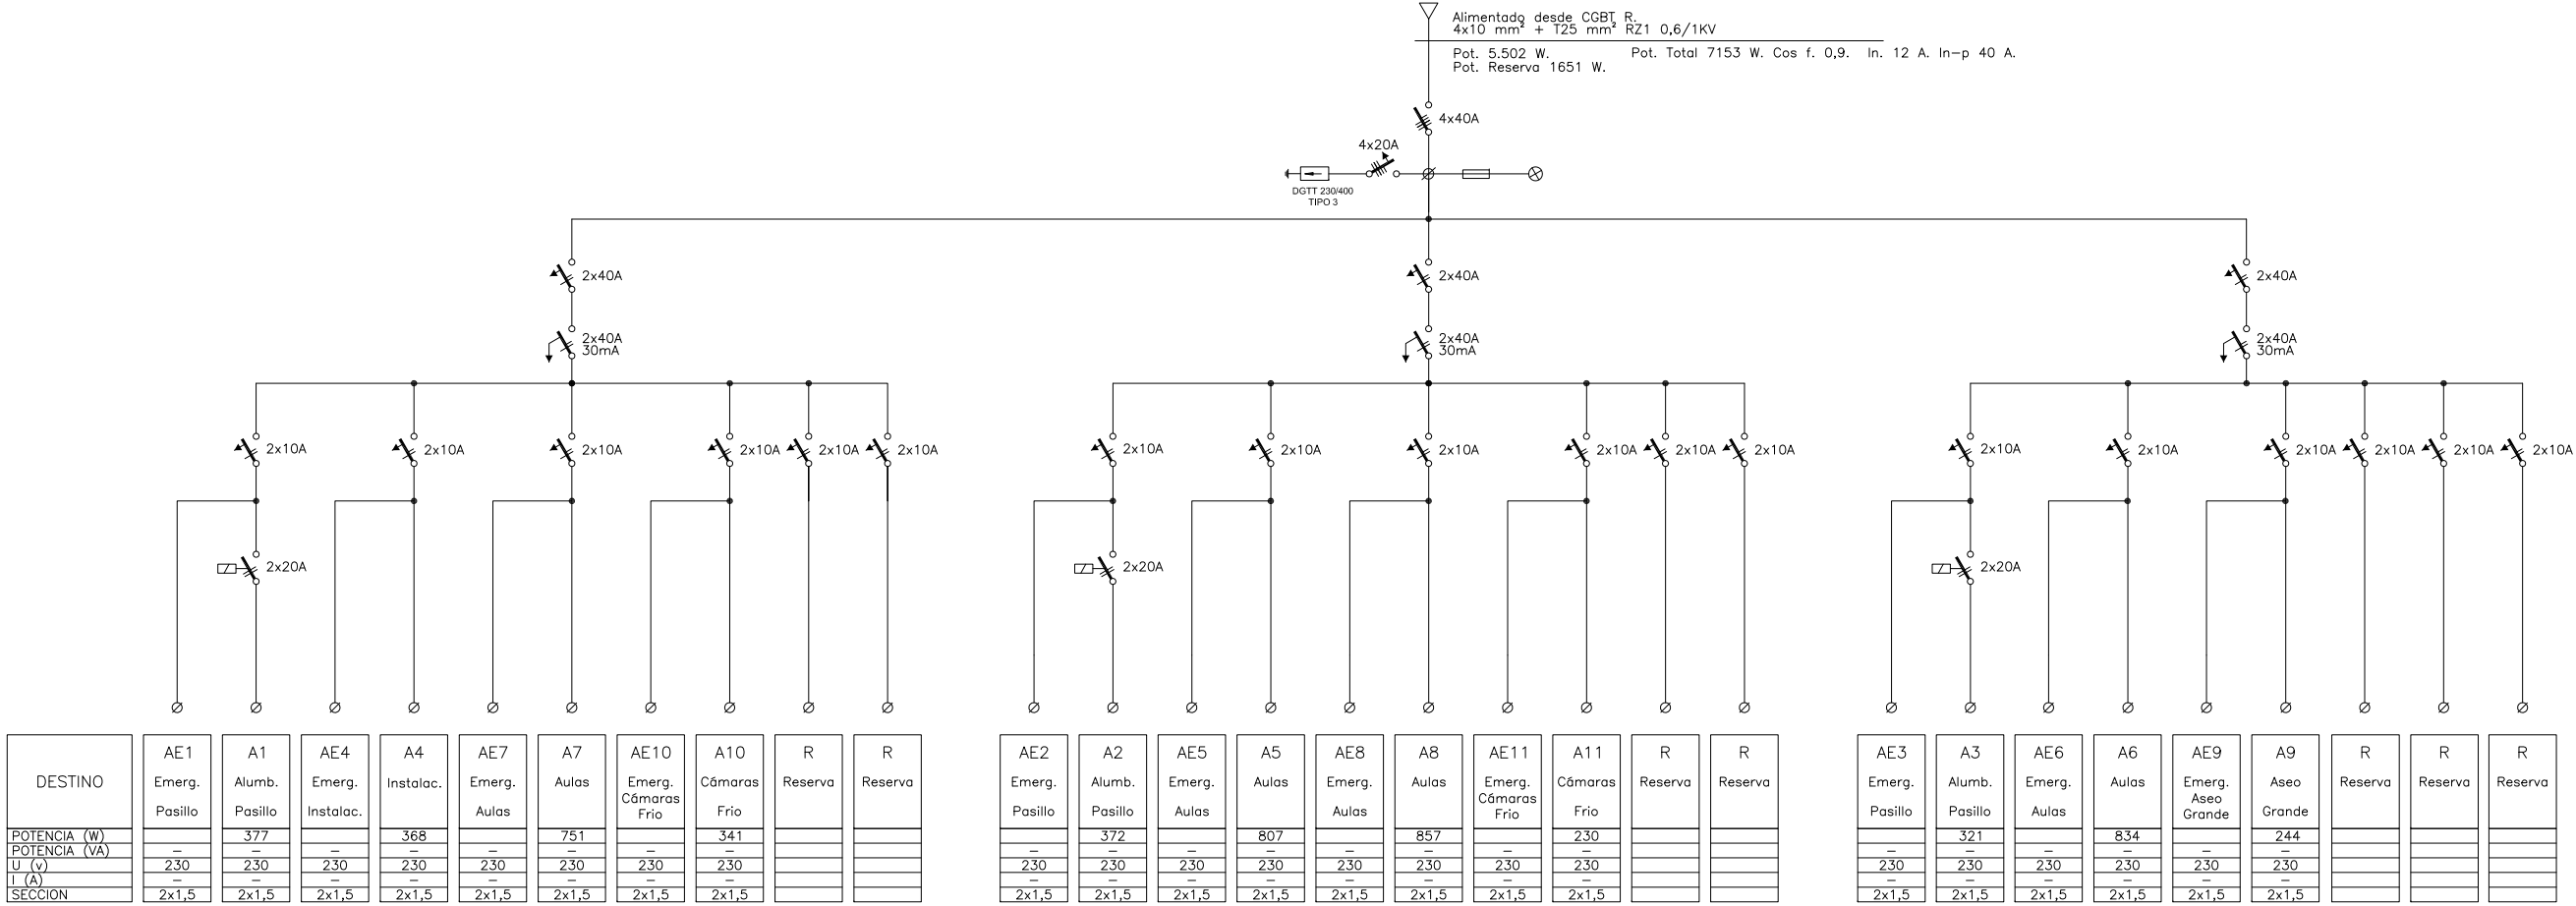 Alimentado desde CGBT R.
4x10 mm² + T25 mm² RZ1 0,6/1KV
Pot. 5.502 W. Pot. Total 7153 W. Cos f. 0,9. In. 12 A. In-p 40 A.
Pot. Reserva 1651 W.
4x40A
4x20A
DGTT 230/400
TIPO 3
2x40A 2x40A 2x40A
2x40A 2x40A 2x40A
30mA 30mA 30mA
2x10A 2x10A 2x10A 2x10A 2x10A 2x10A 2x10A 2x10A 2x10A 2x10A 2x10A 2x10A 2x10A 2x10A 2x10A 2x10A 2x10A 2x10A
2x20A 2x20A 2x20A
AE1 A1 AE4 A4 AE7 A7 AE10 A10 R R AE2 A2 AE5 A5 AE8 A8 AE11 A11 R R AE3 A3 AE6 A6 AE9 A9 R R R
DESTINO Emerg. Alumb. Emerg. Instalac. Emerg. Aulas Emerg. Cámaras Reserva Reserva Emerg. Alumb. Emerg. Aulas Emerg. Aulas Emerg. Cámaras Reserva Reserva Emerg. Alumb. Emerg. Aulas Emerg. Aseo Reserva Reserva Reserva
Cámaras Cámaras Aseo
Pasillo Pasillo Instalac. Aulas Frio Frio Pasillo Pasillo Aulas Aulas Frio Frio Pasillo Pasillo Aulas Grande Grande
POTENCIA (W) 377 368 751 341 372 807 857 230 321 834 244
POTENCIA (VA) – – – – – – – – – – – – – – – – – – – – – –
U (v) 230 230 230 230 230 230 230 230 230 230 230 230 230 230 230 230 230 230 230 230 230 230
I (A) – – – – – – – – – – – – – – – – – – – – – –
SECCION 2x1,5 2x1,5 2x1,5 2x1,5 2x1,5 2x1,5 2x1,5 2x1,5 2x1,5 2x1,5 2x1,5 2x1,5 2x1,5 2x1,5 2x1,5 2x1,5 2x1,5 2x1,5 2x1,5 2x1,5 2x1,5 2x1,5